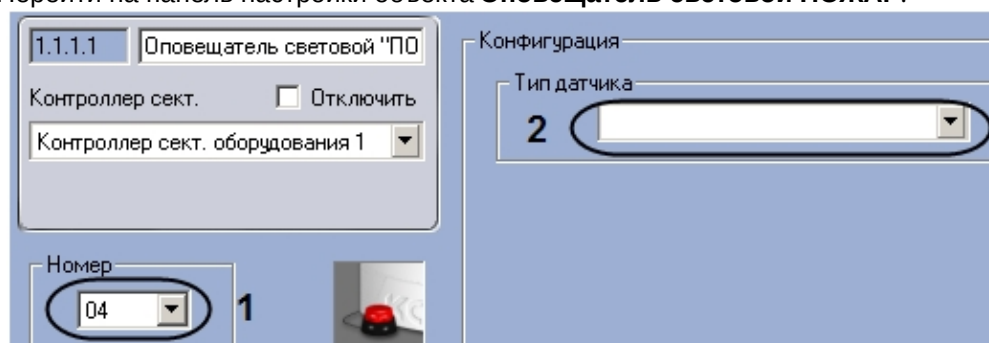 Перейти на панель настройки объекта Оповещатель световой ПОЖАР.
1.1.1.1
Оповещатель световой "ПО
Контроллер сект.
Отключить
Контроллер сект. оборудования 1
Номер
04
1
Конфигурация
Тип датчика
2